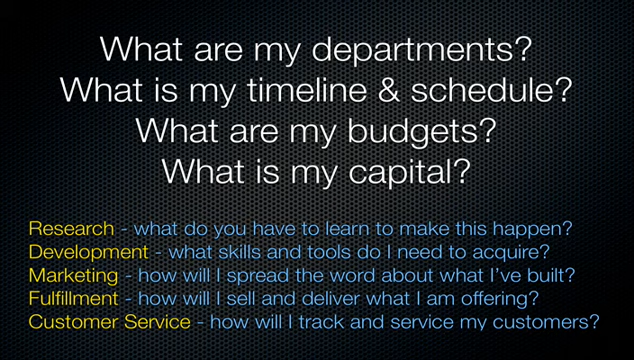 What are my departments?
What is my timeline & schedule?
What are my budgets?
What is my capital?
Research - what do you have to learn to make this happen?
Development - what skills and tools do I need to acquire?
Marketing - how will I spread the word about what I've built?
Fulfillment - how will I sell and deliver what I am offering?
Customer Service - how will I track and service my customers?